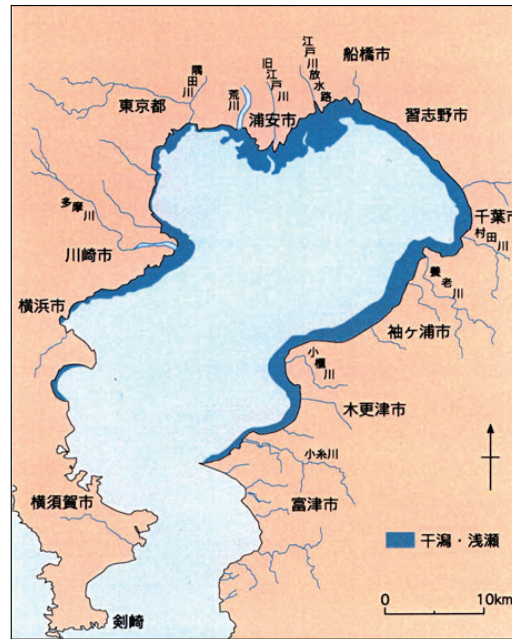 江戸川放水路
船橋市
隅田川
旧江戸川
荒川
東京都
浦安市
習志野市
多摩川
千葉市
村田川
川崎市
養老川
横浜市
袖ヶ浦市
小櫃川
木更津市
小糸川
横須賀市
富津市
干潟・浅瀬
0
10km
剣崎